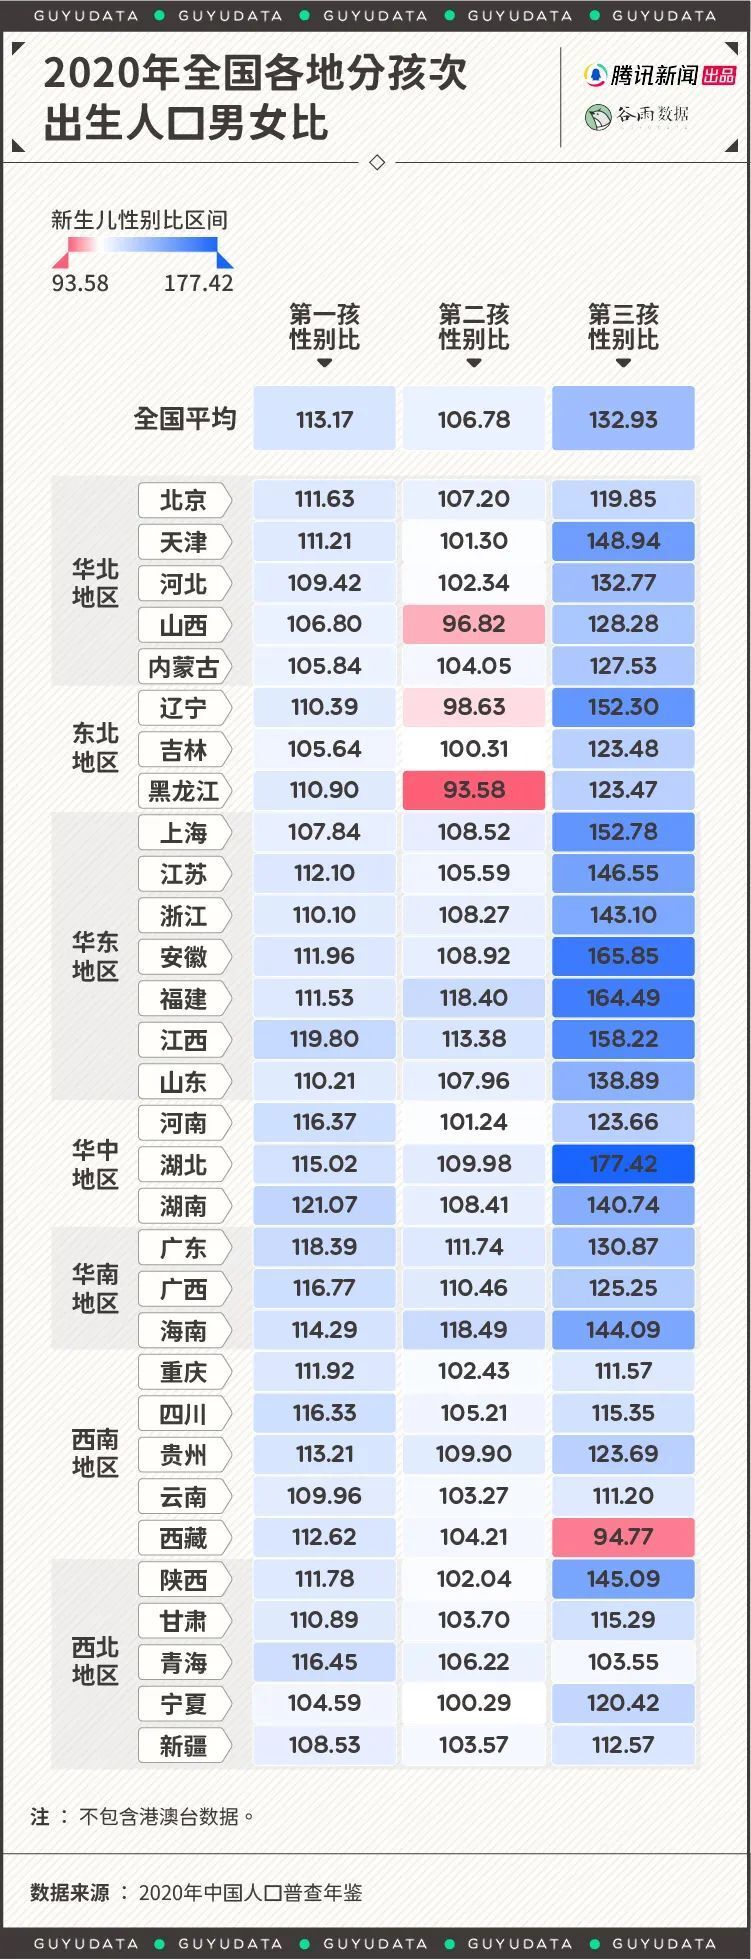 GUYUDATA GUYUDATA GUYUDATA GUYUDATA GUYUDATA
2020年全国各地分孩次
出生人口男女比
腾讯新闻 出品
谷雨数据
新生儿性别比区间
93.58 177.42
第一孩 第二孩 第三孩
性别比 性别比 性别比
全国平均 113.17 106.78 132.93
华北
地区
北京 111.63 107.20 119.85
天津 111.21 101.30 148.94
河北 109.42 102.34 132.77
山西 106.80 96.82 128.28
内蒙古 105.84 104.05 127.53
东北
地区
辽宁 110.39 98.63 152.30
吉林 105.64 100.31 123.48
黑龙江 110.90 93.58 123.47
华东
地区
上海 107.84 108.52 152.78
江苏 112.10 105.59 146.55
浙江 110.10 108.27 143.10
安徽 111.96 108.92 165.85
福建 111.53 118.40 164.49
江西 119.80 113.38 158.22
山东 110.21 107.96 138.89
华中
地区
河南 116.37 101.24 123.66
湖北 115.02 109.98 177.42
湖南 121.07 108.41 140.74
华南
地区
广东 118.39 111.74 130.87
广西 116.77 110.46 125.25
海南 114.29 118.49 144.09
西南
地区
重庆 111.92 102.43 111.57
四川 116.33 105.21 115.35
贵州 113.21 109.90 123.69
云南 109.96 103.27 111.20
西藏 112.62 104.21 94.77
西北
地区
陕西 111.78 102.04 145.09
甘肃 110.89 103.70 115.29
青海 116.45 106.22 103.55
宁夏 104.59 100.29 120.42
新疆 108.53 103.57 112.57
注：不包含港澳台数据。
数据来源：2020年中国人口普查年鉴
GUYUDATA GUYUDATA GUYUDATA GUYUDATA GUYUDATA